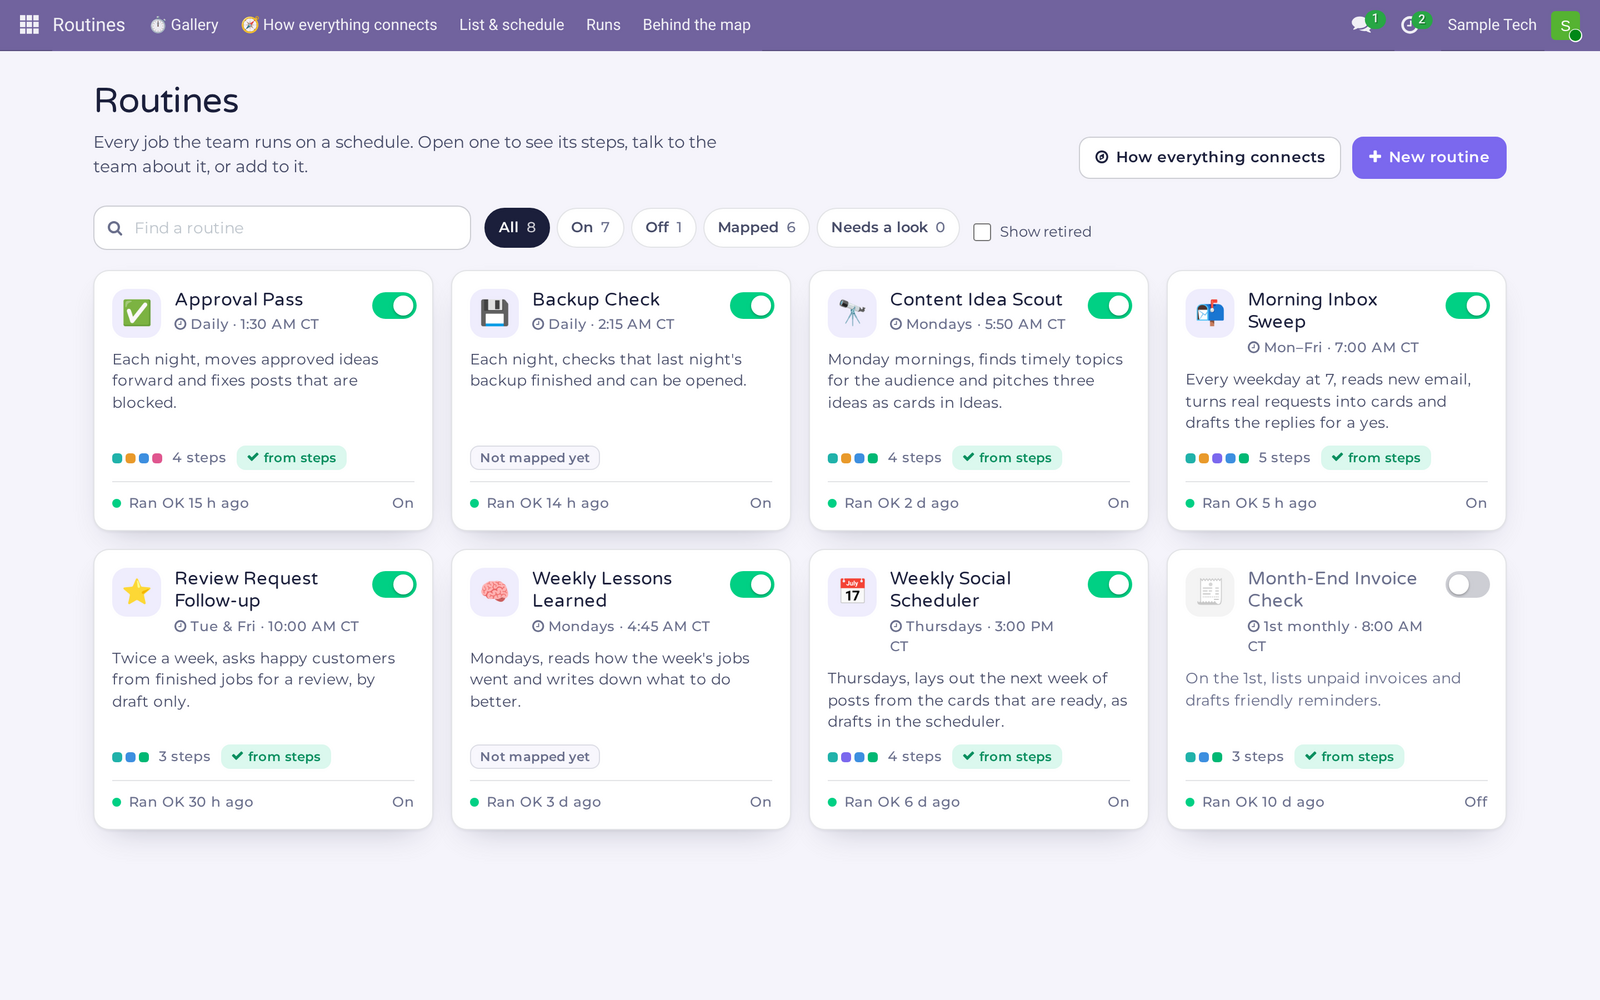 Routines
Gallery
How everything connects
List & schedule
Runs
Behind the map
1
2
Sample Tech
S
Routines
Every job the team runs on a schedule. Open one to see its steps, talk to the
team about it, or add to it.
How everything connects
New routine
Find a routine
All 8
On 7
Off 1
Mapped 6
Needs a look 0
Show retired
Approval Pass
Daily · 1:30 AM CT
Each night, moves approved ideas
forward and fixes posts that are
blocked.
4 steps
from steps
Ran OK 15 h ago
On
Backup Check
Daily · 2:15 AM CT
Each night, checks that last night's
backup finished and can be opened.
Not mapped yet
Ran OK 14 h ago
On
Content Idea Scout
Mondays · 5:50 AM CT
Monday mornings, finds timely topics
for the audience and pitches three
ideas as cards in Ideas.
4 steps
from steps
Ran OK 2 d ago
On
Morning Inbox
Sweep
Mon–Fri · 7:00 AM CT
Every weekday at 7, reads new email,
turns real requests into cards and
drafts the replies for a yes.
5 steps
from steps
Ran OK 5 h ago
On
Review Request
Follow-up
Tue & Fri · 10:00 AM CT
Twice a week, asks happy customers
from finished jobs for a review, by
draft only.
3 steps
from steps
Ran OK 30 h ago
On
Weekly Lessons
Learned
Mondays · 4:45 AM CT
Mondays, reads how the week's jobs
went and writes down what to do
better.
Not mapped yet
Ran OK 3 d ago
On
July
17
Weekly Social
Scheduler
Thursdays · 3:00 PM
CT
Thursdays, lays out the next week of
posts from the cards that are ready, as
drafts in the scheduler.
4 steps
from steps
Ran OK 6 d ago
On
Month-End Invoice
Check
1st monthly · 8:00 AM
CT
On the 1st, lists unpaid invoices and
drafts friendly reminders.
3 steps
from steps
Ran OK 10 d ago
Off